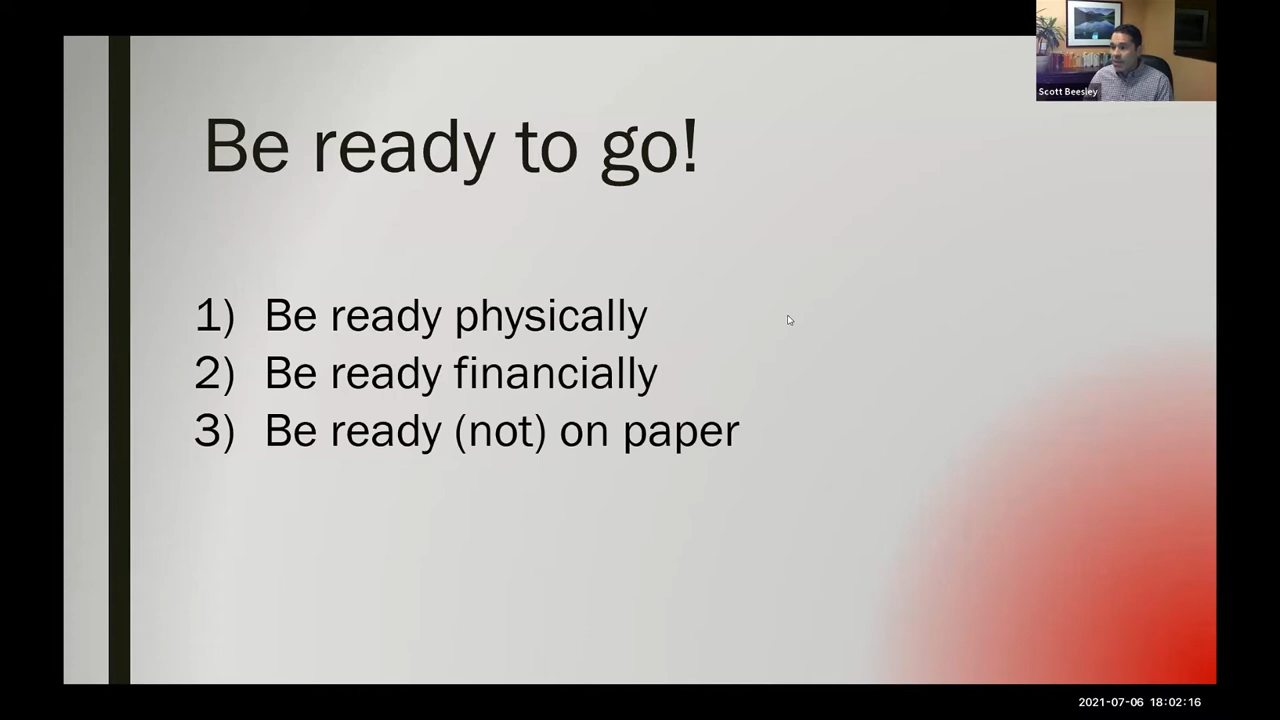 Scott Beesley
Be ready to go!
1) Be ready physically
2) Be ready financially
3) Be ready (not) on paper
2021-07-06 18:02:16